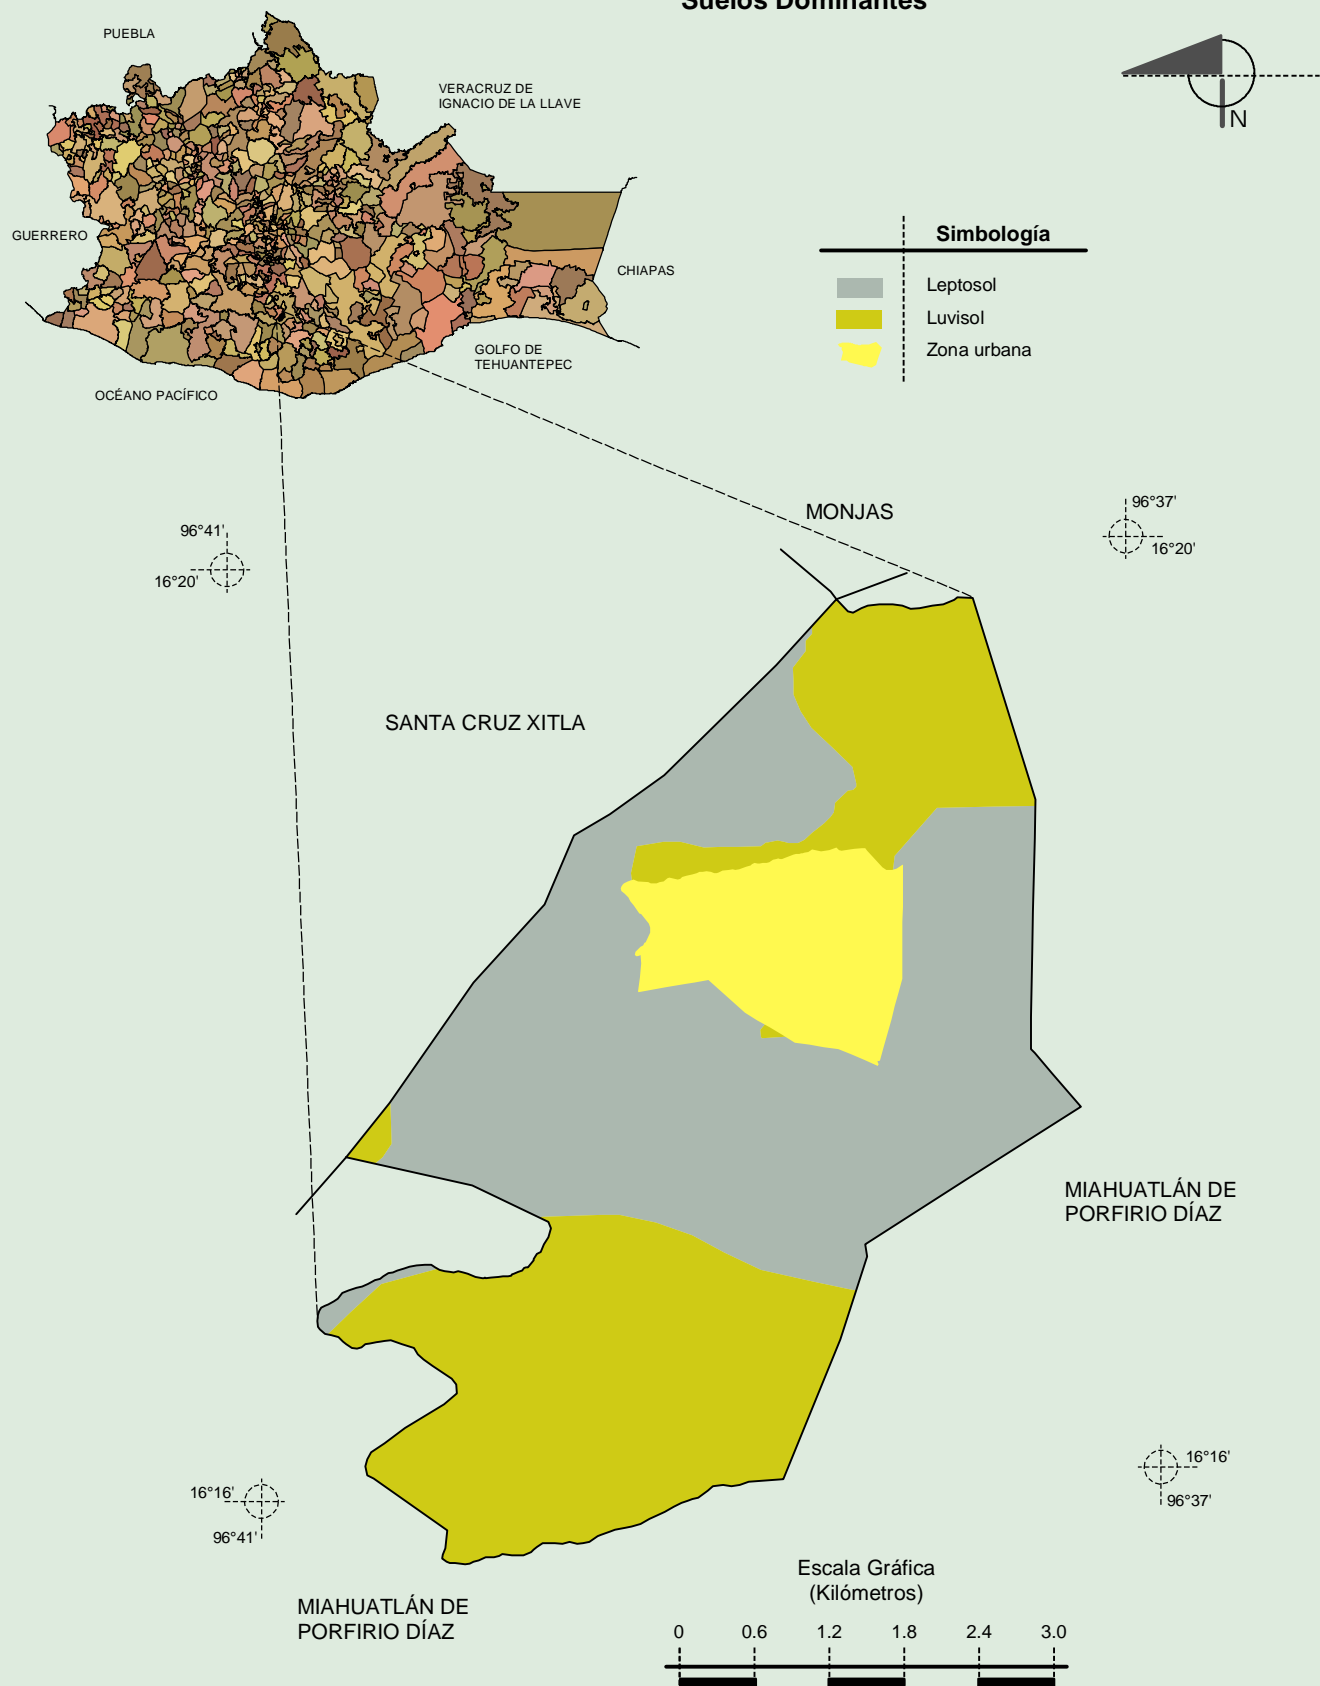 Suelos Dominantes
PUEBLA
VERACRUZ DE
IGNACIO DE LA LLAVE
N
GUERRERO
CHIAPAS
GOLFO DE
TEHUANTEPEC
OCÉANO PACÍFICO
Simbología
Leptosol
Luvisol
Zona urbana
96°41'
16°20'
MONJAS
96°37'
16°20'
SANTA CRUZ XITLA
MIAHUATLÁN DE
PORFIRIO DÍAZ
16°16'
96°41'
16°16'
96°37'
MIAHUATLÁN DE
PORFIRIO DÍAZ
Escala Gráfica
(Kilómetros)
0 0.6 1.2 1.8 2.4 3.0